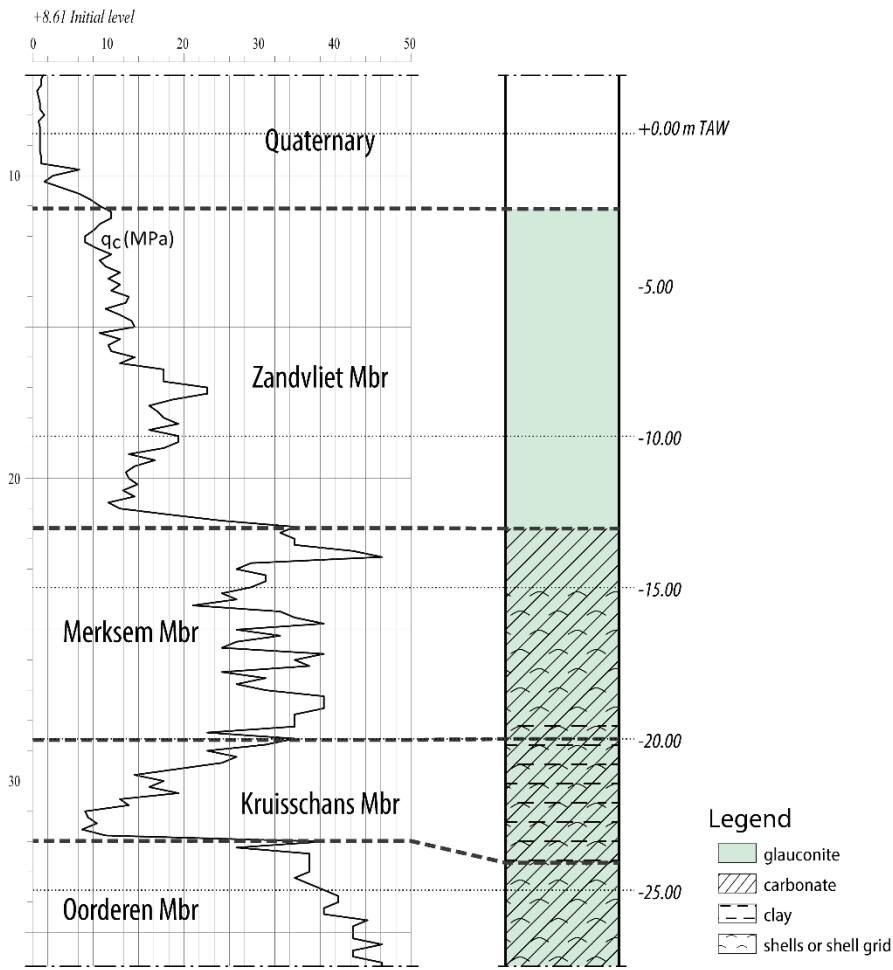 +8.61 Initial level
0 10 20 30 40 50
Quaternary
+0.00 m TAW
10
qc (MPa)
-5.00
Zandvliet Mbr
-10.00
20
-15.00
Merksem Mbr
-20.00
30
Kruisschans Mbr
Legend
glauconite
carbonate
-25.00
Oorderen Mbr
clay
shells or shell grid